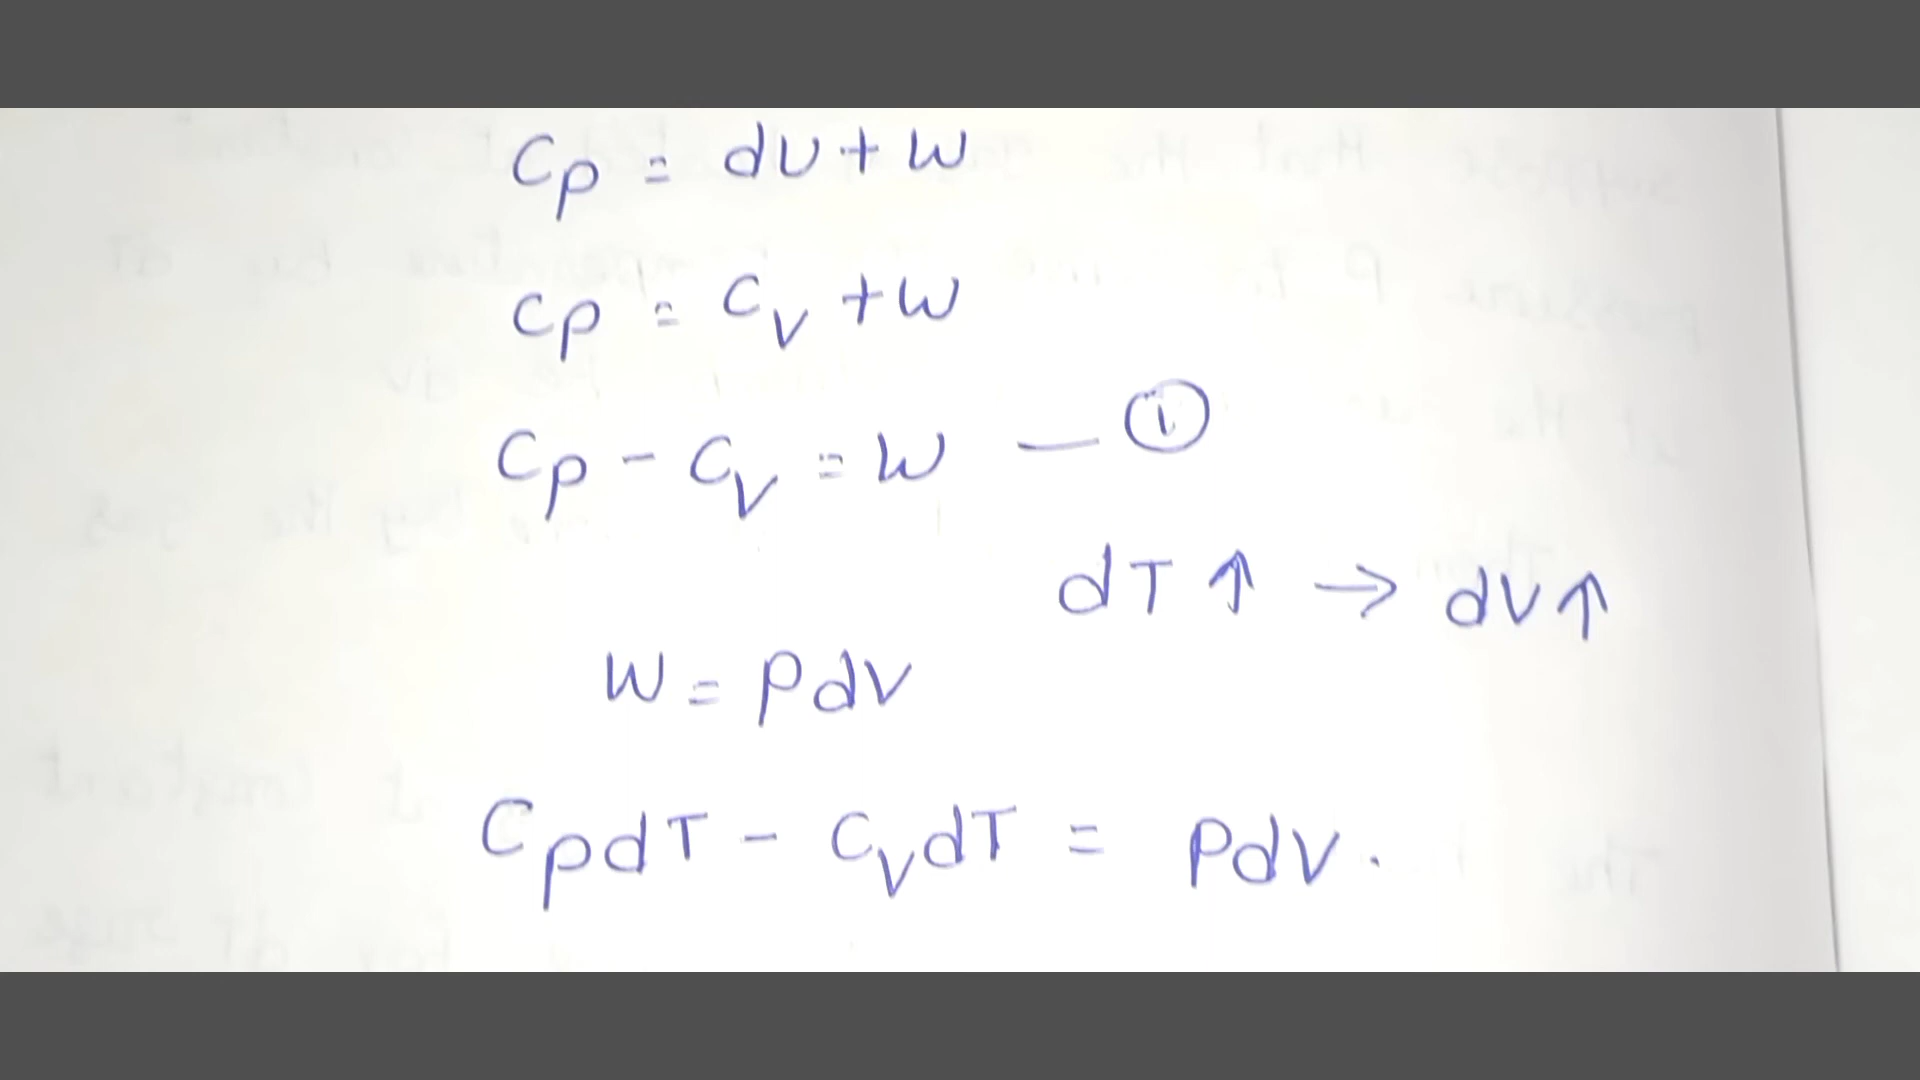 Cp = dU + W
Cp = Cv + W
Cp - Cv = W — ①
dT ↑ → dV ↑
W = PdV
CpdT - CvdT = PdV.